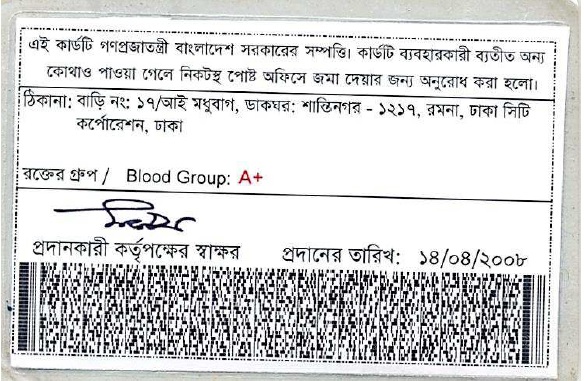 এই কার্ডটি গণপ্রজাতন্ত্রী বাংলাদেশ সরকারের সম্পত্তি। কার্ডটি ব্যবহারকারী ব্যতীত অন্য
কোথাও পাওয়া গেলে নিকটস্থ পোষ্ট অফিসে জমা দেয়ার জন্য অনুরোধ করা হলো।
ঠিকানা: বাড়ি নং: ১৭/আই মধুবাগ, ডাকঘর: শান্তিনগর - ১২১৭, রমনা, ঢাকা সিটি
কর্পোরেশন, ঢাকা
রক্তের গ্রুপ / Blood Group: A+
প্রদানকারী কর্তৃপক্ষের স্বাক্ষর প্রদানের তারিখ: ১৪/০৪/২০০৮